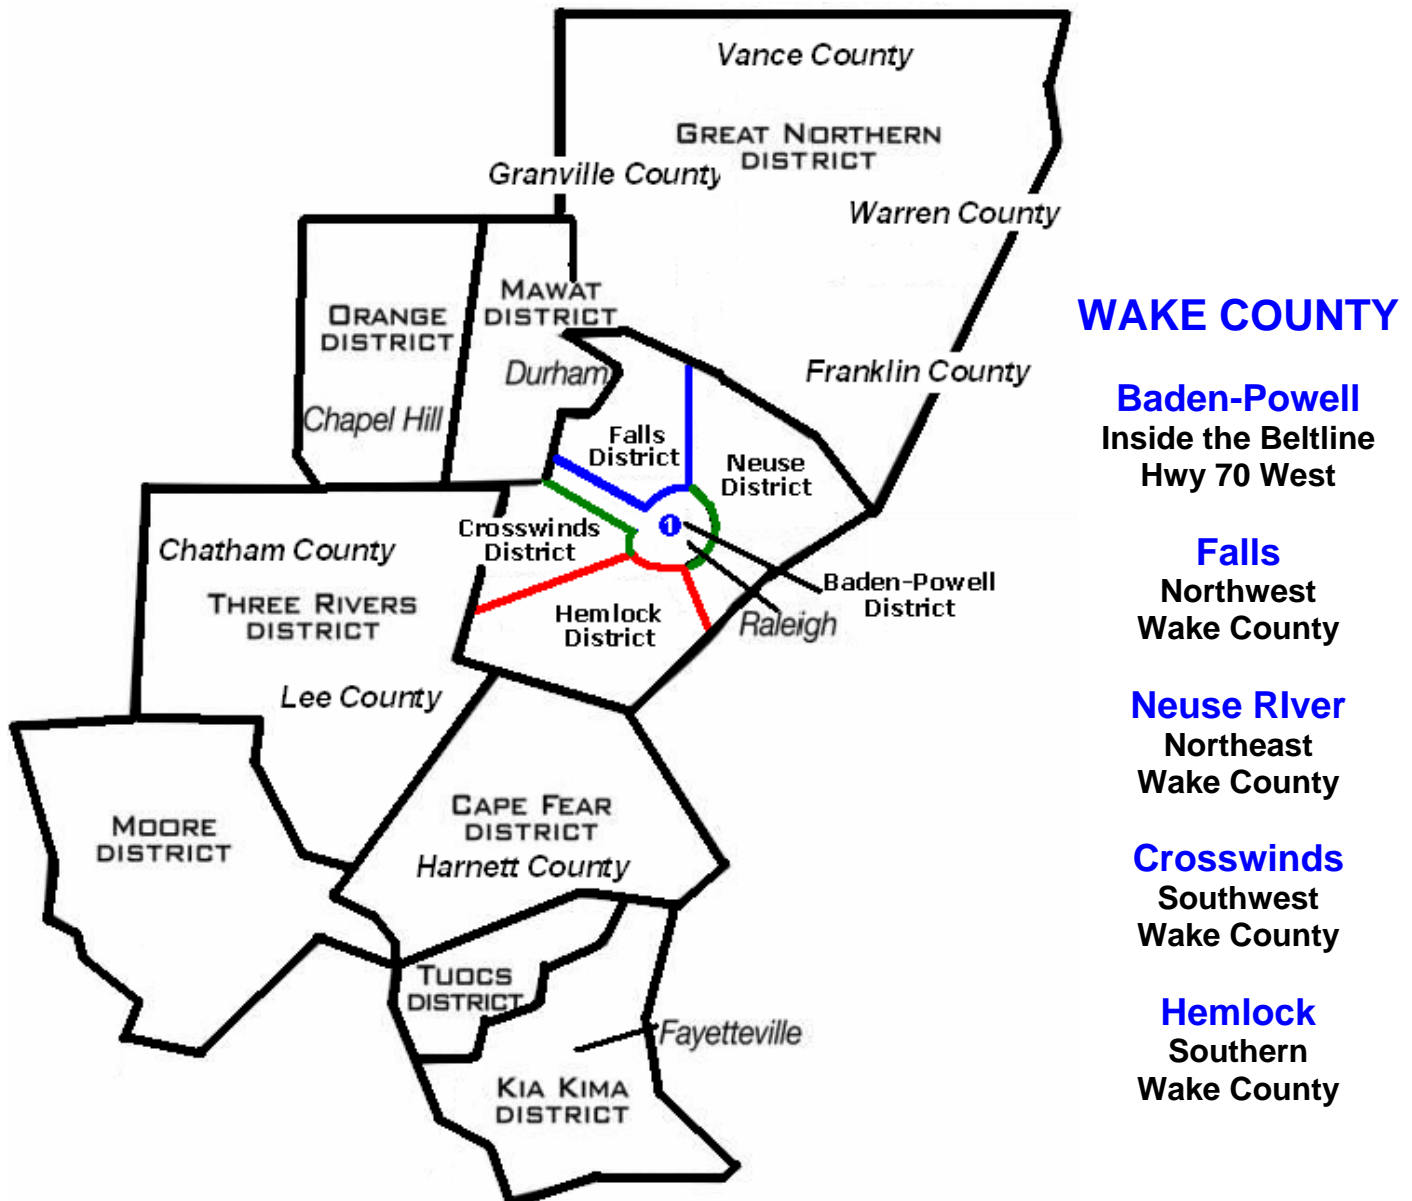 Vance County
GREAT NORTHERN
DISTRICT
Granville County
Warren County
MAWAT
DISTRICT
ORANGE
DISTRICT
Durham
Franklin County
Chapel Hill
Falls
District
Neuse
District
Crosswinds
District
1
Chatham County
THREE RIVERS
DISTRICT
Baden-Powell
District
Hemlock
District
Raleigh
Lee County
CAPE FEAR
DISTRICT
MOORE
DISTRICT
Harnett County
TUOCS
DISTRICT
Fayetteville
KIA KIMA
DISTRICT
WAKE COUNTY
Baden-Powell
Inside the Beltline
Hwy 70 West
Falls
Northwest
Wake County
Neuse RIver
Northeast
Wake County
Crosswinds
Southwest
Wake County
Hemlock
Southern
Wake County